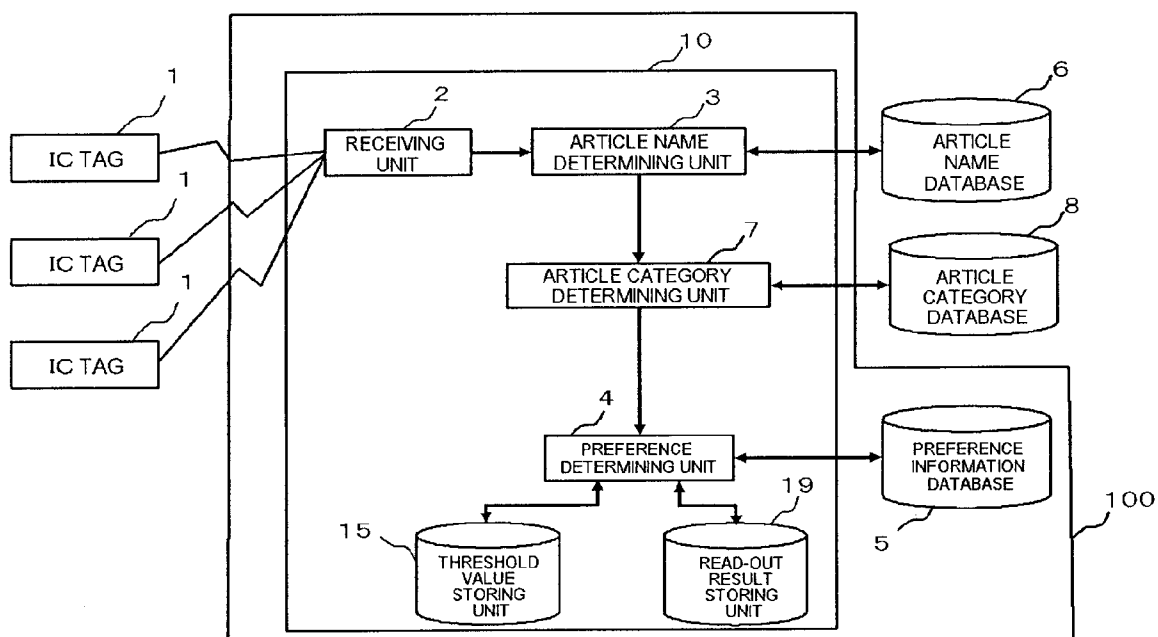 10
1
2
3
6
IC TAG
RECEIVING
UNIT
ARTICLE NAME
DETERMINING UNIT
ARTICLE
NAME
DATABASE
1
IC TAG
7
8
ARTICLE CATEGORY
DETERMINING UNIT
ARTICLE
CATEGORY
DATABASE
1
IC TAG
4
PREFERENCE
DETERMINING UNIT
PREFERENCE
INFORMATION
DATABASE
5
100
15
THRESHOLD
VALUE
STORING
UNIT
19
READ-OUT
RESULT
STORING
UNIT